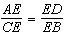 AE/CE = ED/EB